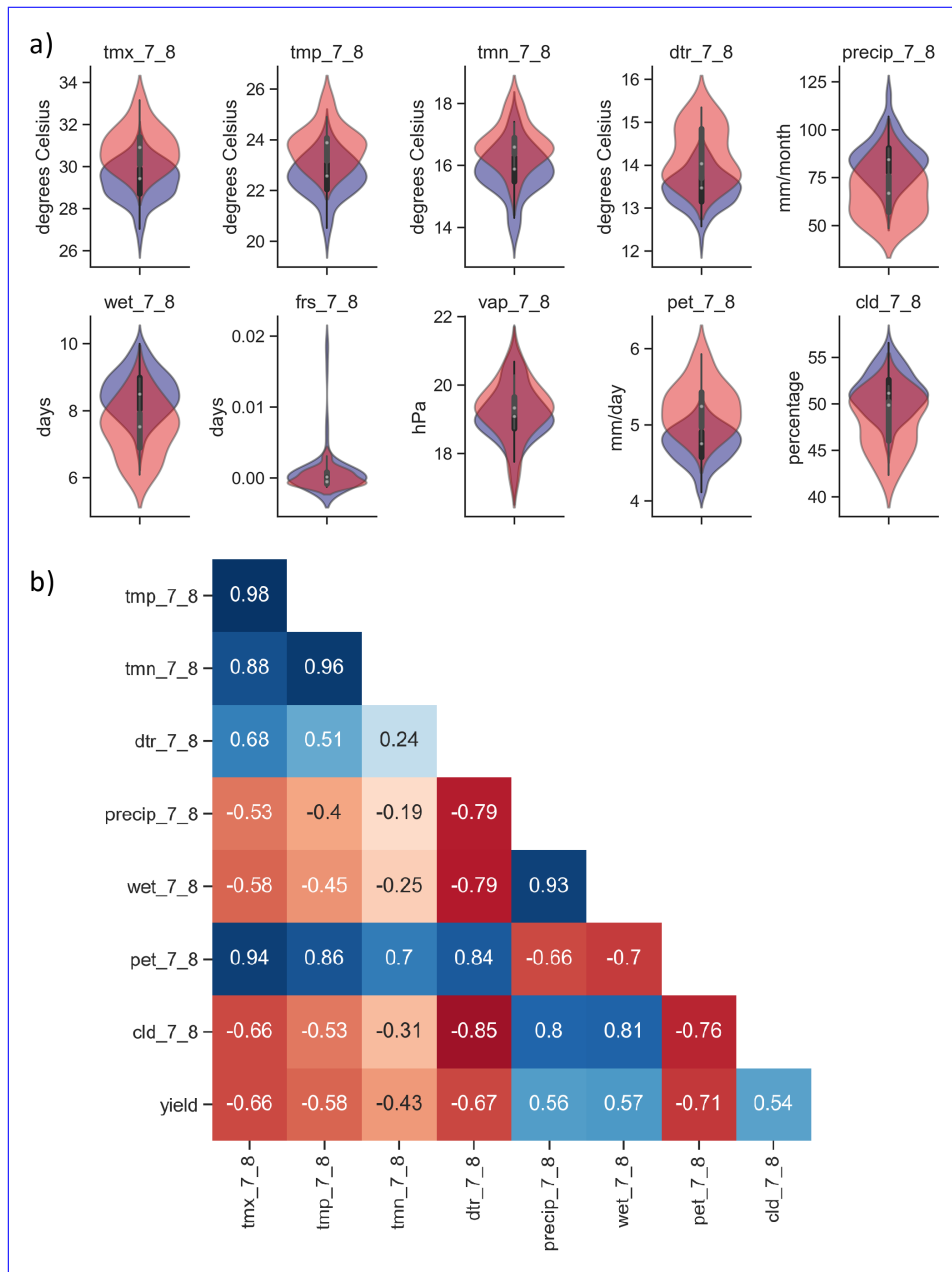 a)
tmx_7_8 tmp_7_8 tmn_7_8 dtr_7_8 precip_7_8
degrees Celsius 34 32 30 28 26
degrees Celsius 26 24 22 20
degrees Celsius 18 16 14
degrees Celsius 16 15 14 13 12
mm/month 125 100 75 50
wet_7_8 frs_7_8 vap_7_8 pet_7_8 cld_7_8
days 10 8 6
days 0.02 0.01 0.00
hPa 22 20 18
mm/day 6 5 4
percentage 55 50 45 40
b)
tmp_7_8 0.98
tmn_7_8 0.88 0.96
dtr_7_8 0.68 0.51 0.24
precip_7_8 -0.53 -0.4 -0.19 -0.79
wet_7_8 -0.58 -0.45 -0.25 -0.79 0.93
pet_7_8 0.94 0.86 0.7 0.84 -0.66 -0.7
cld_7_8 -0.66 -0.53 -0.31 -0.85 0.8 0.81 -0.76
yield -0.66 -0.58 -0.43 -0.67 0.56 0.57 -0.71 0.54
tmx_7_8 tmp_7_8 tmn_7_8 dtr_7_8 precip_7_8 wet_7_8 pet_7_8 cld_7_8